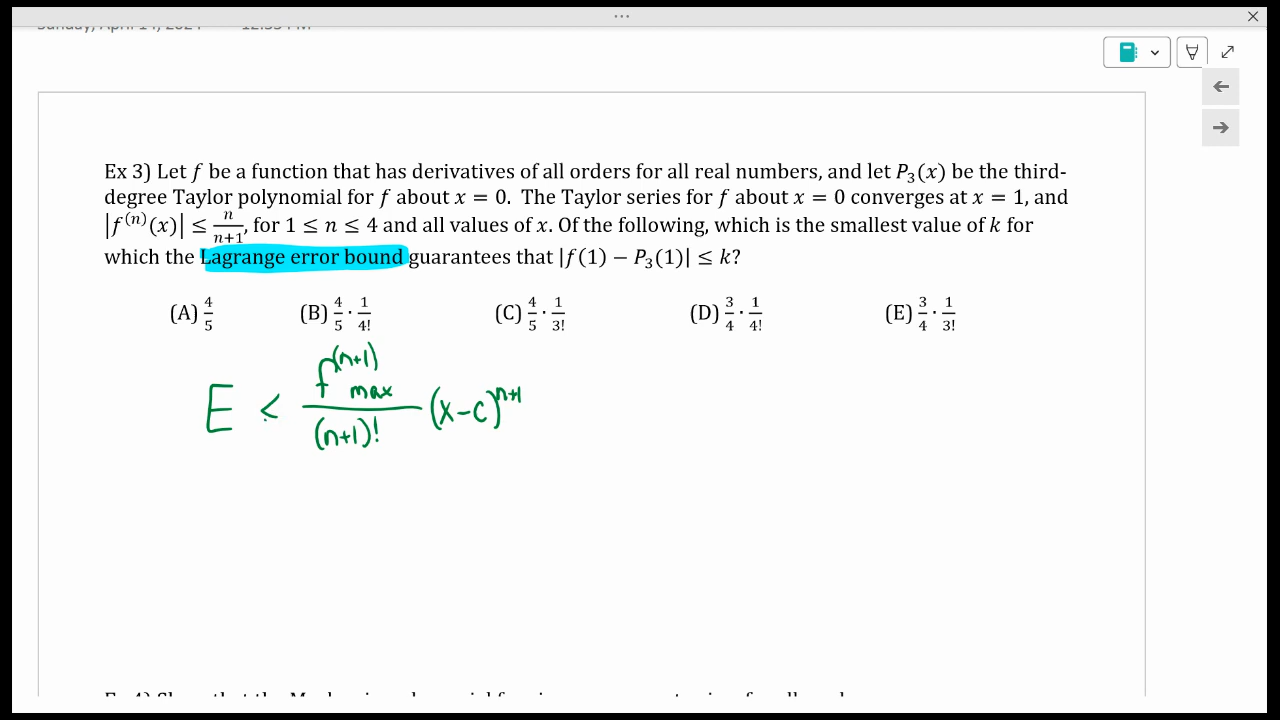 Ex 3) Let f be a function that has derivatives of all orders for all real numbers, and let P₃(x) be the third-
degree Taylor polynomial for f about x = 0. The Taylor series for f about x = 0 converges at x = 1, and
|f⁽ⁿ⁾(x)| ≤ n/(n+1), for 1 ≤ n ≤ 4 and all values of x. Of the following, which is the smallest value of k for
which the Lagrange error bound guarantees that |f(1) − P₃(1)| ≤ k?
(A) 4/5 (B) 4/5 · 1/4! (C) 4/5 · 1/3! (D) 3/4 · 1/4! (E) 3/4 · 1/3!
E < f⁽ⁿ⁺¹⁾ max / (n+1)! (x−c)ⁿ⁺¹